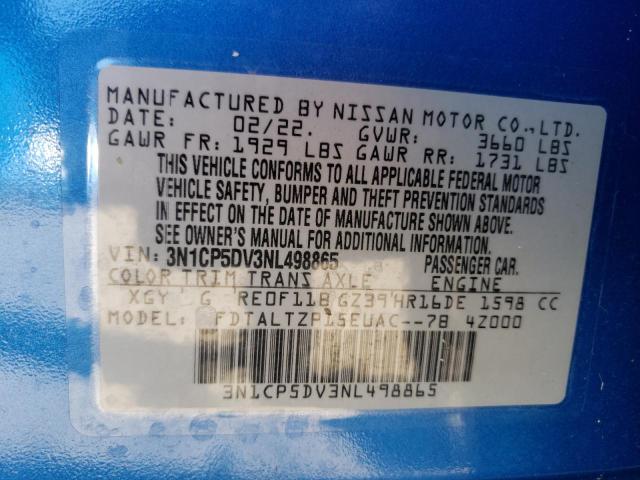 MANUFACTURED BY NISSAN MOTOR CO., LTD.
DATE: 02/22. GVWR: 3660 LBS
GAWR FR: 1929 LBS GAWR RR: 1731 LBS
THIS VEHICLE CONFORMS TO ALL APPLICABLE FEDERAL MOTOR
VEHICLE SAFETY, BUMPER AND THEFT PREVENTION STANDARDS
IN EFFECT ON THE DATE OF MANUFACTURE SHOWN ABOVE.
SEE OWNER'S MANUAL FOR ADDITIONAL INFORMATION.
VIN: 3N1CP5DV3NL498865 PASSENGER CAR.
COLOR TRIM TRANS AXLE ENGINE
XGY G RE0F11B GZ39 HR16DE 1598 CC
MODEL: FDTALTZP15EUAC--78 4Z000
3N1CP5DV3NL498865